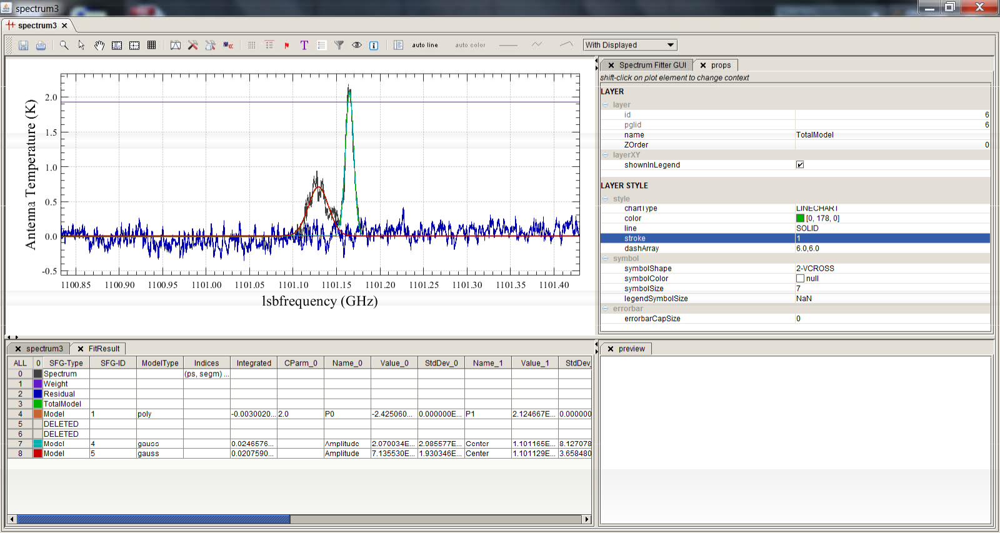 spectrum3
spectrum3
auto line auto color With Displayed
Antenna Temperature (K)
2.0
1.5
1.0
0.5
0.0
-0.5
1100.85 1100.90 1100.95 1101.00 1101.05 1101.10 1101.15 1101.20 1101.25 1101.30 1101.35 1101.40
lsbfrequency (GHz)
Spectrum Fitter GUI props
shift-click on plot element to change context
LAYER
layer
id 6
pglid 6
name TotalModel
ZOrder 0
layerXY
shownInLegend
LAYER STYLE
style
chartType LINECHART
color [0, 178, 0]
line SOLID
stroke 1
dashArray 6.0,6.0
symbol
symbolShape 2-VCROSS
symbolColor null
symbolSize 7
legendSymbolSize NaN
errorbar
errorbarCapSize 0
spectrum3 FitResult
ALL 0 SFG-Type SFG-ID ModelType Indices Integrated CParm_0 Name_0 Value_0 StdDev_0 Name_1 Value_1 StdDev_
0 Spectrum (ps, segm) ...
1 Weight
2 Residual
3 TotalModel
4 Model 1 poly -0.0030020... 2.0 P0 -2.425060... 0.000000E... P1 2.124667E... 0.000000
5 DELETED
6 DELETED
7 Model 4 gauss 0.0246576... Amplitude 2.070034E... 2.985577E... Center 1.101165E... 8.127078
8 Model 5 gauss 0.0207590... Amplitude 7.135530E... 1.930346E... Center 1.101129E... 3.658480
preview